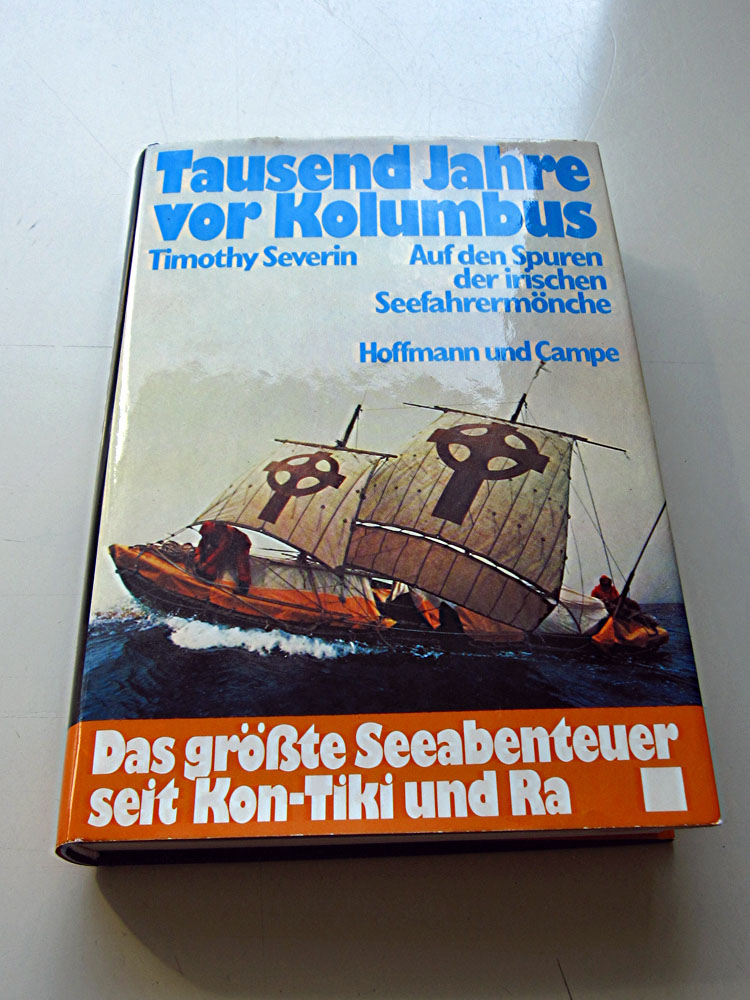 Tausend Jahre
vor Kolumbus
Timothy Severin
Auf den Spuren
der irischen
Seefahrermönche
Hoffmann und Campe
Das größte Seeabenteuer
seit Kon-Tiki und Ra